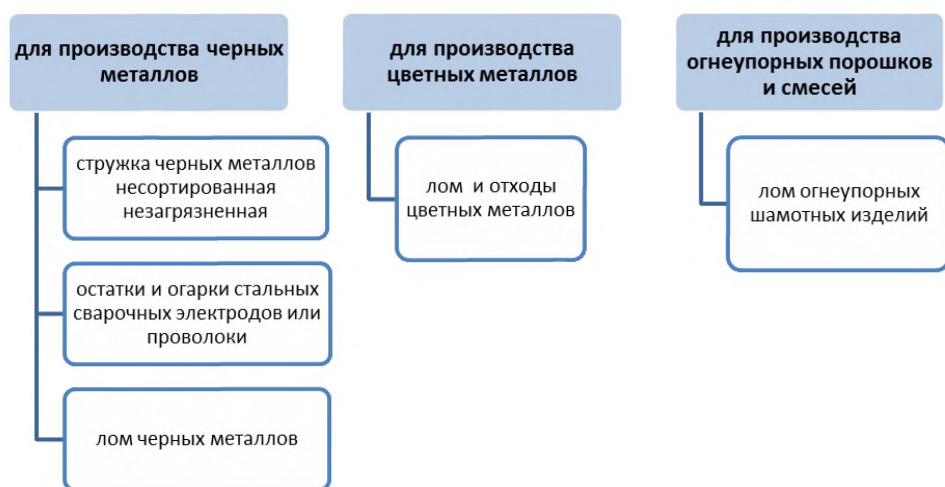 для производства черных
металлов
стружка черных металлов
несортированная
незагрязненная
остатки и огарки стальных
сварочных электродов или
проволоки
лом черных металлов
для производства
цветных металлов
лом и отходы
цветных металлов
для производства
огнеупорных порошков
и смесей
лом огнеупорных
шамотных изделий